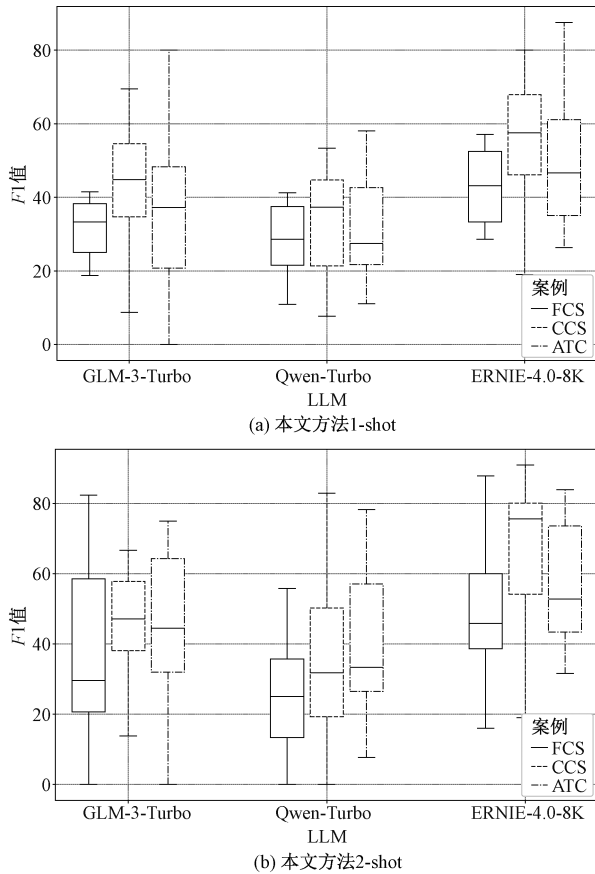 80
60
40
20
0
F1值
案例
FCS
CCS
ATC
GLM-3-Turbo Qwen-Turbo ERNIE-4.0-8K
LLM
(a) 本文方法1-shot
80
60
40
20
0
F1值
案例
FCS
CCS
ATC
GLM-3-Turbo Qwen-Turbo ERNIE-4.0-8K
LLM
(b) 本文方法2-shot